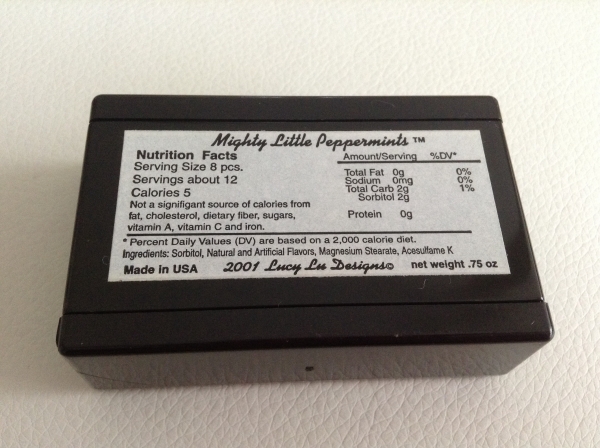 Mighty Little Peppermints ™
Nutrition Facts
Serving Size 8 pcs.
Servings about 12
Calories 5
Not a signifigant source of calories from
fat, cholesterol, dietary fiber, sugars,
vitamin A, vitamin C and iron.
Amount/Serving %DV*
Total Fat 0g 0%
Sodium 0mg 0%
Total Carb 2g 1%
Sorbitol 2g
Protein 0g
* Percent Daily Values (DV) are based on a 2,000 calorie diet.
Ingredients: Sorbitol, Natural and Artificial Flavors, Magnesium Stearate, Acesulfame K
Made in USA 2001 Lucy Lu Designs© net weight .75 oz